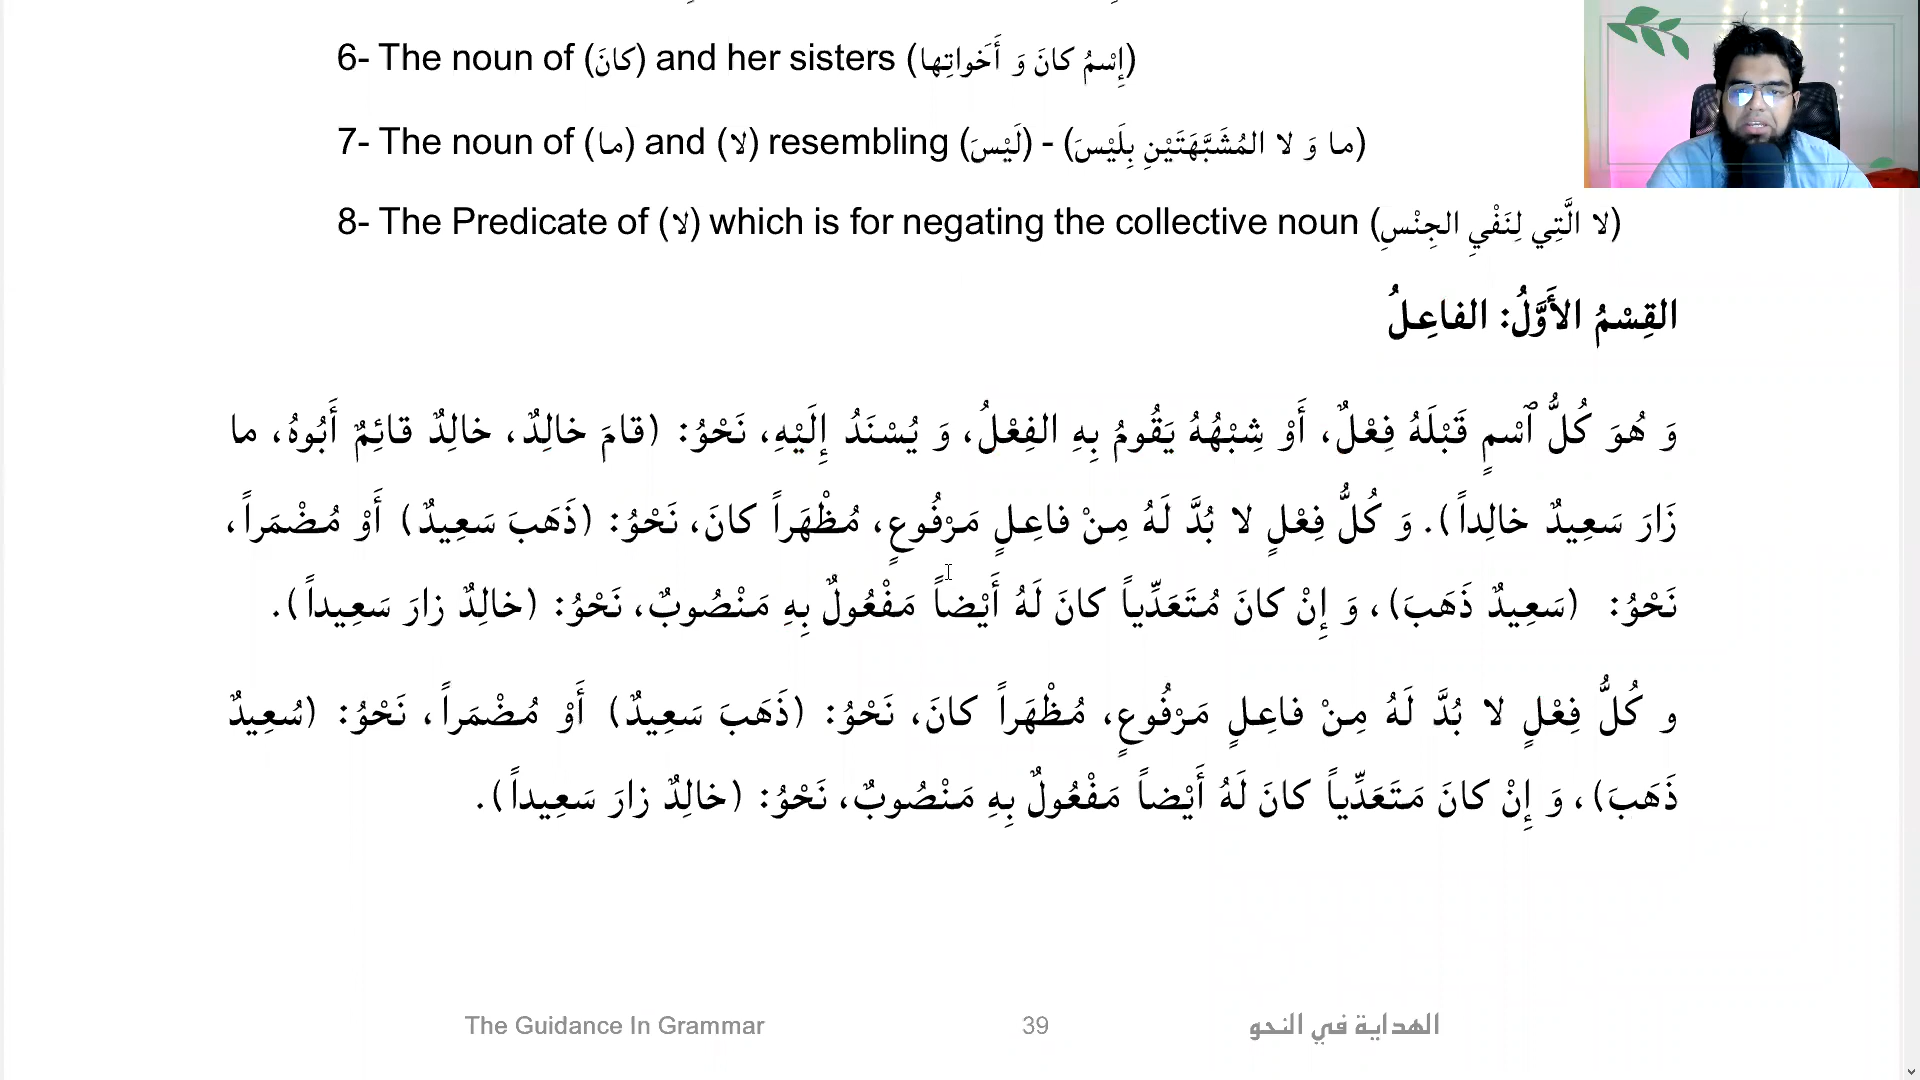 6- The noun of (كانَ) and her sisters (إِسْمُ كانَ وَ أَخَواتِها)
7- The noun of (ما) and (لا) resembling (لَيْسَ) - (ما وَ لا المُشَبَّهَتَيْنِ بِلَيْسَ)
8- The Predicate of (لا) which is for negating the collective noun (لا الَّتِي لِنَفْيِ الجِنْسِ)
القِسْمُ الأَوَّلُ: الفاعِلُ
وَ هُوَ كُلُّ ٱسْمٍ قَبْلَهُ فِعْلٌ، أَوْ شِبْهُهُ يَقُومُ بِهِ الفِعْلُ، وَ يُسْنَدُ إِلَيْهِ، نَحْوُ: (قامَ خالِدٌ، خالِدٌ قائِمٌ أَبُوهُ، ما
زَارَ سَعِيدٌ خالِداً). وَ كُلُّ فِعْلٍ لا بُدَّ لَهُ مِنْ فاعِلٍ مَرْفُوعٍ، مُظْهَراً كانَ، نَحْوُ: (ذَهَبَ سَعِيدٌ) أَوْ مُضْمَراً،
نَحْوُ: (سَعِيدٌ ذَهَبَ)، وَ إِنْ كانَ مُتَعَدِّياً كانَ لَهُ أَيْضاً مَفْعُولٌ بِهِ مَنْصُوبٌ، نَحْوُ: (خالِدٌ زارَ سَعِيداً).
و كُلُّ فِعْلٍ لا بُدَّ لَهُ مِنْ فاعِلٍ مَرْفُوعٍ، مُظْهَراً كانَ، نَحْوُ: (ذَهَبَ سَعِيدٌ) أَوْ مُضْمَراً، نَحْوُ: (سُعِيدٌ
ذَهَبَ)، وَ إِنْ كانَ مَتَعَدِّياً كانَ لَهُ أَيْضاً مَفْعُولٌ بِهِ مَنْصُوبٌ، نَحْوُ: (خالِدٌ زارَ سَعِيداً).
The Guidance In Grammar 39 الهداية في النحو